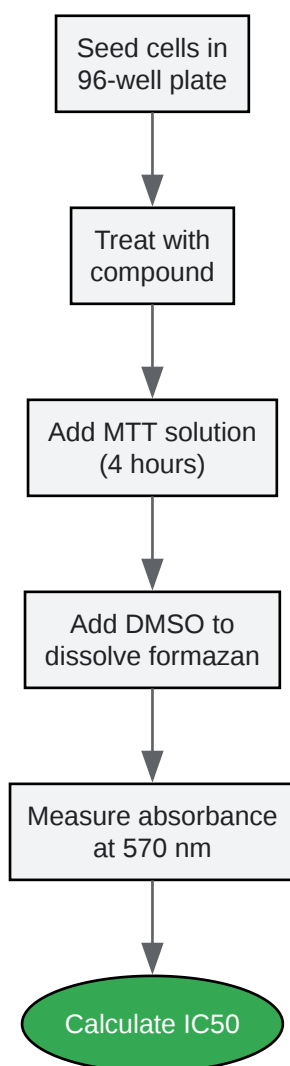 Seed cells in
96-well plate
Treat with
compound
Add MTT solution
(4 hours)
Add DMSO to
dissolve formazan
Measure absorbance
at 570 nm
Calculate IC50